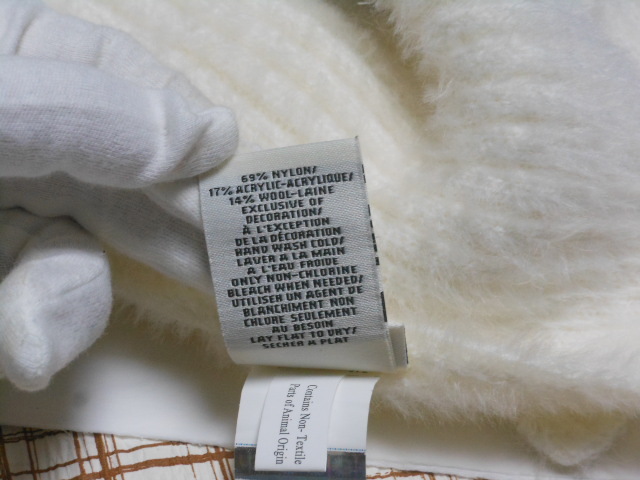 69% NYLON/
17% ACRYLIC-ACRYLIQUE/
14% WOOL-LAINE
EXCLUSIVE OF
DECORATION/
À L'EXCEPTION
DE LA DÉCORATION
HAND WASH COLD/
LAVER A LA MAIN
A L'EAU FROIDE
ONLY NON-CHLORINE
BLEACH WHEN NEEDED/
UTILISER UN AGENT DE
BLANCHIMENT NON
CHLORE SEULEMENT
AU BESOIN
LAY FLAT TO DRY/
SECHER A PLAT
Contains Non- Textile
Parts of Animal Origin